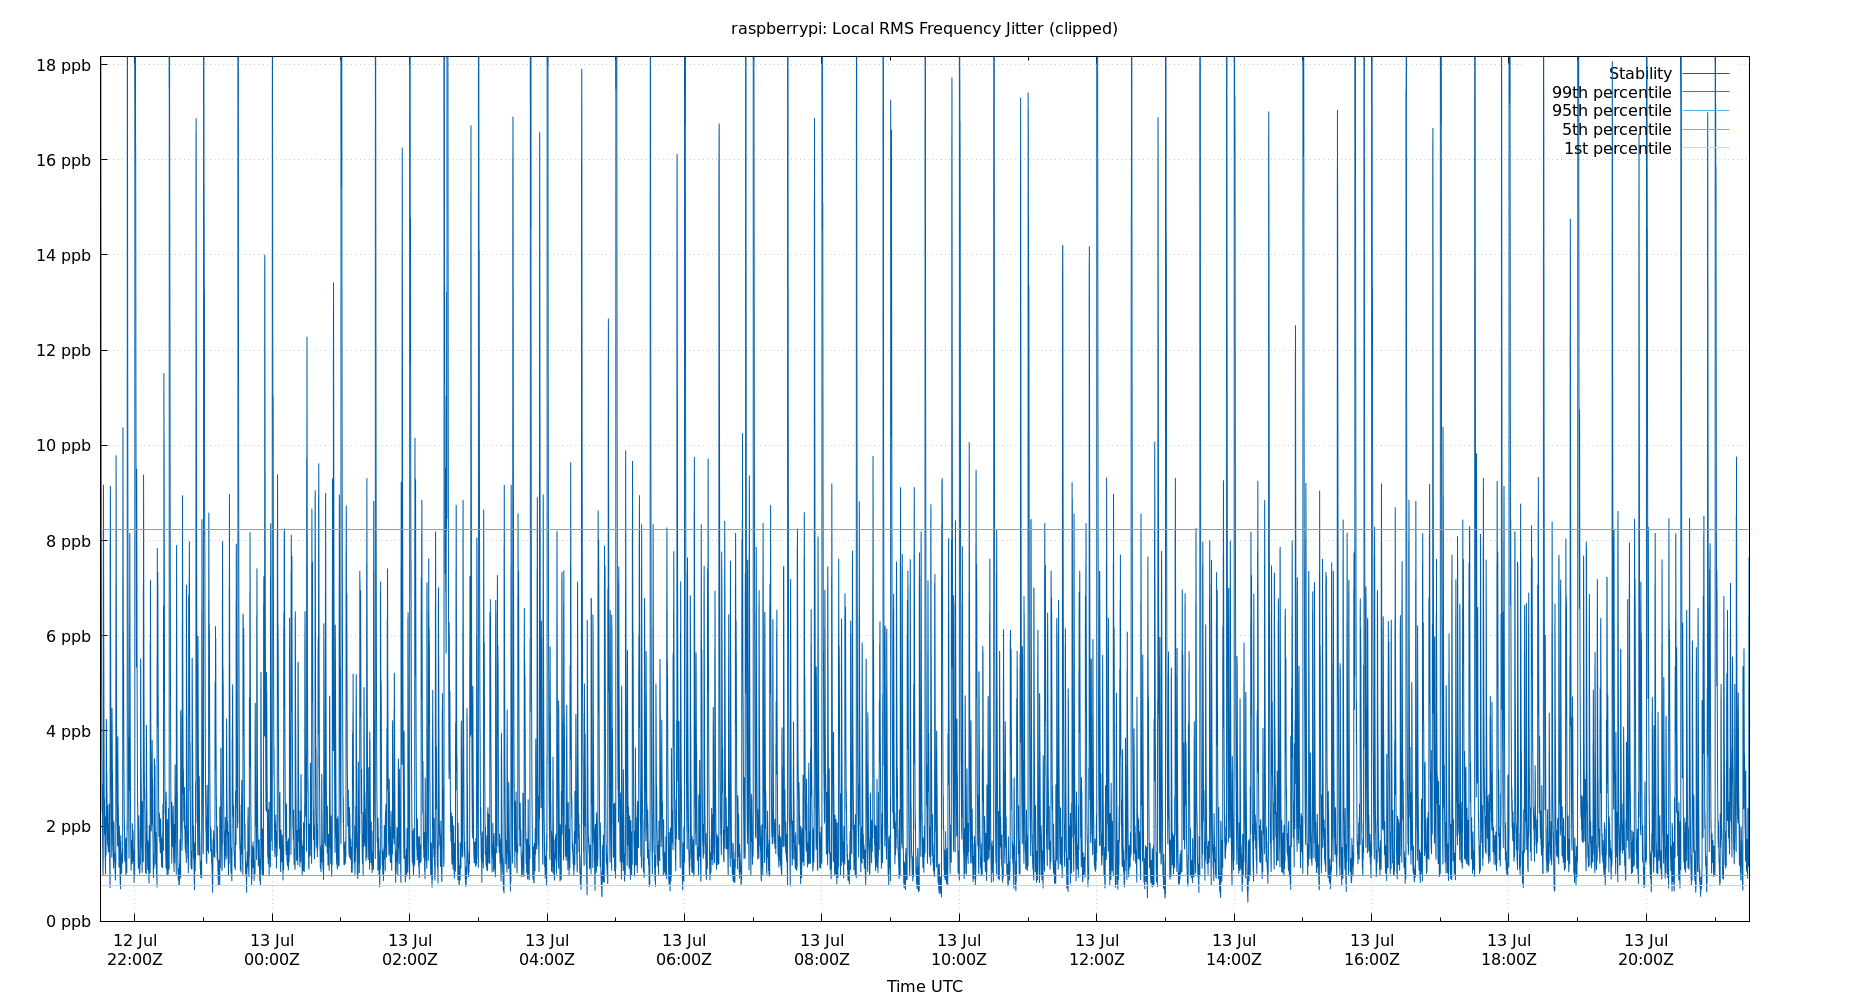 raspberrypi: Local RMS Frequency Jitter (clipped)
18 ppb
16 ppb
14 ppb
12 ppb
10 ppb
8 ppb
6 ppb
4 ppb
2 ppb
0 ppb
Stability
99th percentile
95th percentile
5th percentile
1st percentile
12 Jul
22:00Z
13 Jul
00:00Z
13 Jul
02:00Z
13 Jul
04:00Z
13 Jul
06:00Z
13 Jul
08:00Z
13 Jul
10:00Z
13 Jul
12:00Z
13 Jul
14:00Z
13 Jul
16:00Z
13 Jul
18:00Z
13 Jul
20:00Z
Time UTC